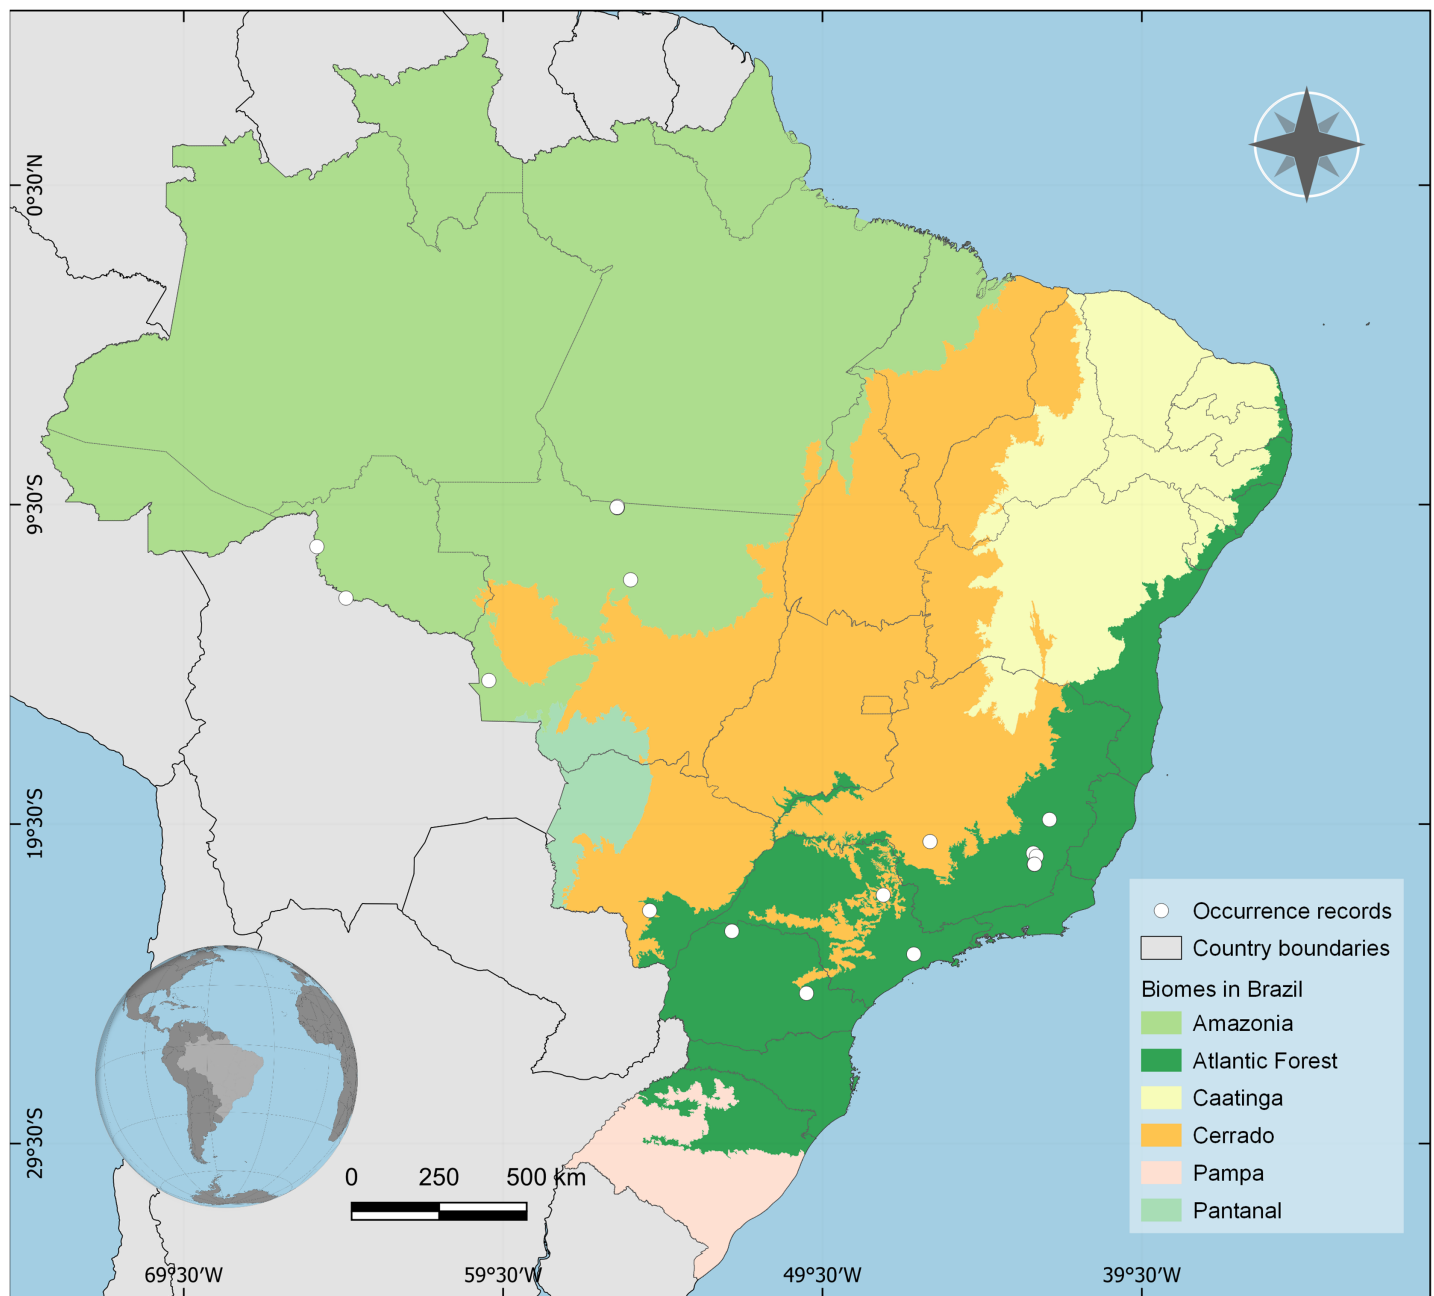 0°30'N
9°30'S
19°30'S
29°30'S
69°30'W
59°30'W
49°30'W
39°30'W
0 250 500 km
Occurrence records
Country boundaries
Biomes in Brazil
Amazonia
Atlantic Forest
Caatinga
Cerrado
Pampa
Pantanal